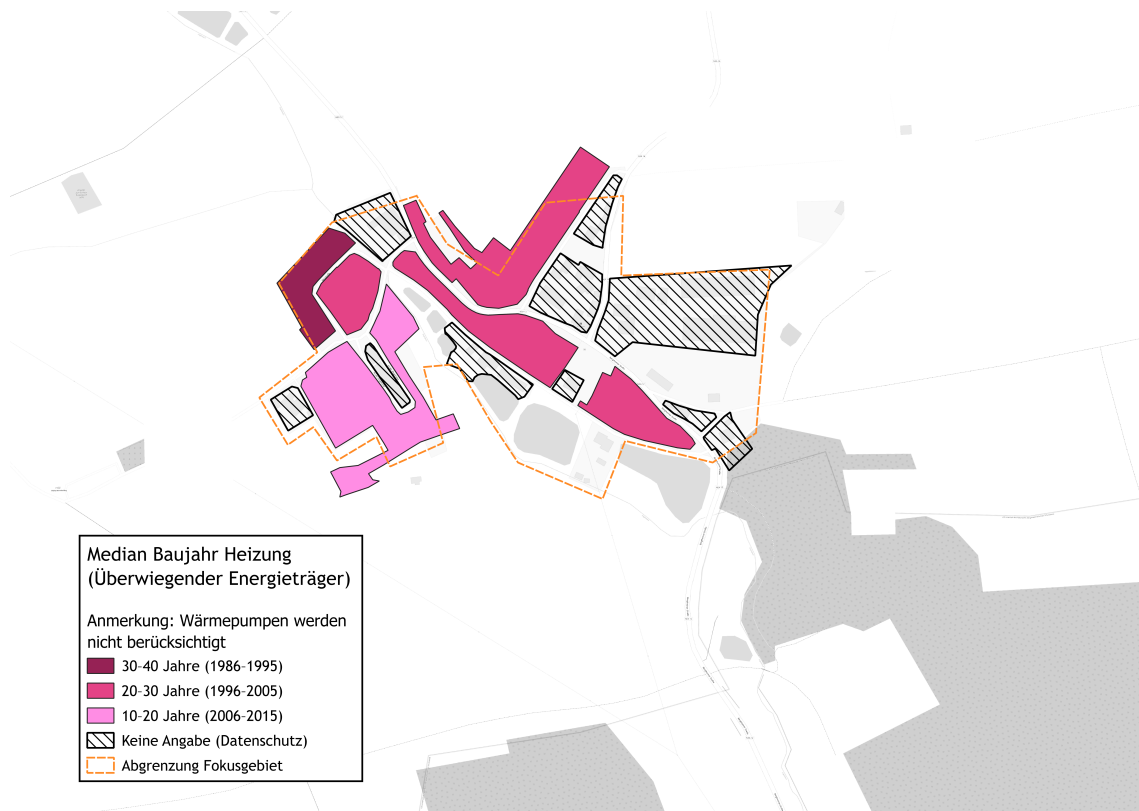 Median Baujahr Heizung
(Überwiegender Energieträger)
Anmerkung: Wärmepumpen werden
nicht berücksichtigt
30-40 Jahre (1986-1995)
20-30 Jahre (1996-2005)
10-20 Jahre (2006-2015)
Keine Angabe (Datenschutz)
Abgrenzung Fokusgebiet